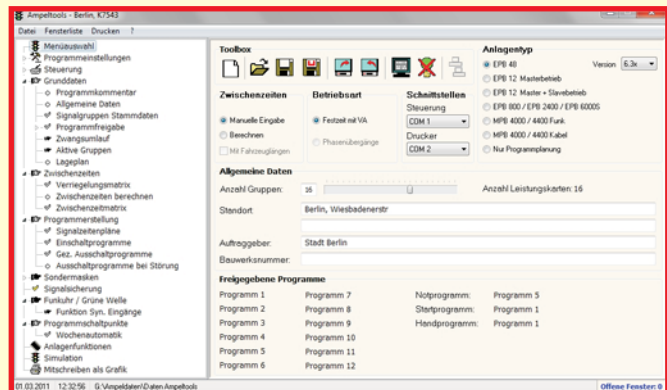 Ampeltools - Berlin, K7543
Datei Fensterliste Drucken ?
Menüauswahl
Programmeinstellungen
Steuerung
Grunddaten
Programmkommentar
Allgemeine Daten
Signalgruppen Stammdaten
Programmfreigabe
Zwangsumlauf
Aktive Gruppen
Lageplan
Zwischenzeiten
Verriegelungsmatrix
Zwischenzeiten berechnen
Zwischenzeitmatrix
Programmerstellung
Signalzeitenpläne
Einschaltprogramme
Gez. Ausschaltprogramme
Ausschaltprogramme bei Störung
Sondermasken
Signalsicherung
Funkuhr / Grüne Welle
Funktion Syn. Eingänge
Programmschaltpunkte
Wochenautomatik
Anlagenfunktionen
Simulation
Mitschreiben als Grafik
Toolbox
Zwischenzeiten
Manuelle Eingabe
Berechnen
Mit Fahrzeuglängen
Betriebsart
Festzeit mit VA
Phasenübergänge
Schnittstellen
Steuerung
COM 1
Drucker
COM 2
Anlagentyp
EPB 48 Version 6.3x
EPB 12 Masterbetrieb
EPB 12 Master + Slavebetrieb
EPB 800 / EPB 2400 / EPB 6000S
MPB 4000 / 4400 Funk
MPB 4000 / 4400 Kabel
Nur Programmplanung
Allgemeine Daten
Anzahl Gruppen: 16 Anzahl Leistungskarten: 16
Standort Berlin, Wiesbadenerstr
Auftraggeber: Stadt Berlin
Bauwerksnummer:
Freigegebene Programme
Programm 1 Programm 7 Notprogramm: Programm 5
Programm 2 Programm 8 Startprogramm: Programm 1
Programm 3 Programm 9 Handprogramm: Programm 1
Programm 4 Programm 10
Programm 5 Programm 11
Programm 6 Programm 12
01.03.2011 12:32:56 G:\Ampeldaten\Daten Ampeltools Offene Fenster: 0